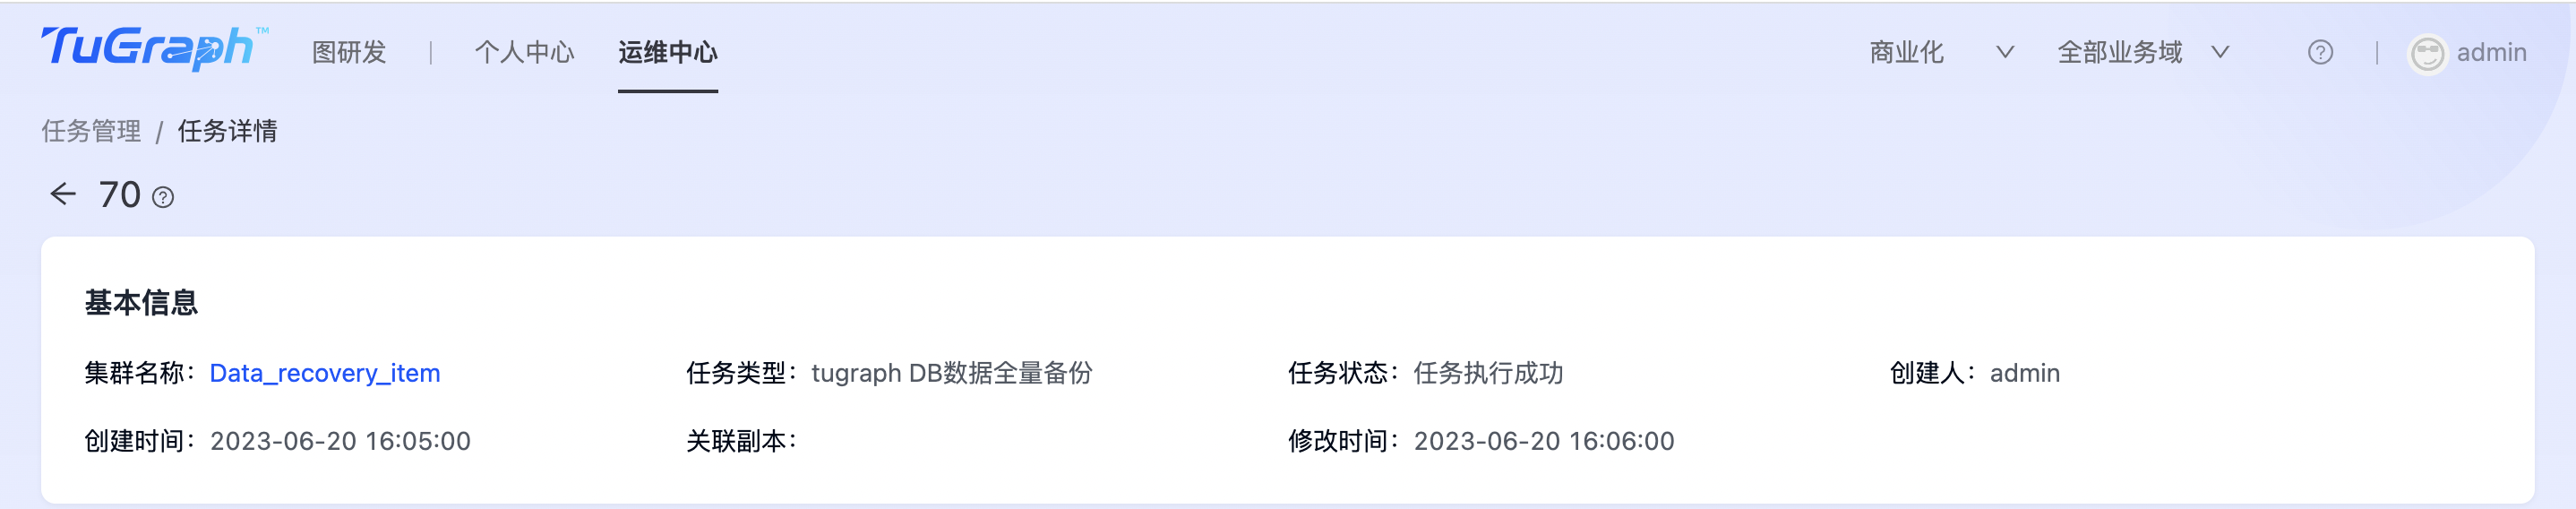 TuGraph™ 图研发 | 个人中心 运维中心 商业化 全部业务域 | admin
任务管理 / 任务详情
70
基本信息
集群名称： Data_recovery_item 任务类型： tugraph DB数据全量备份 任务状态： 任务执行成功 创建人： admin
创建时间： 2023-06-20 16:05:00 关联副本： 修改时间： 2023-06-20 16:06:00